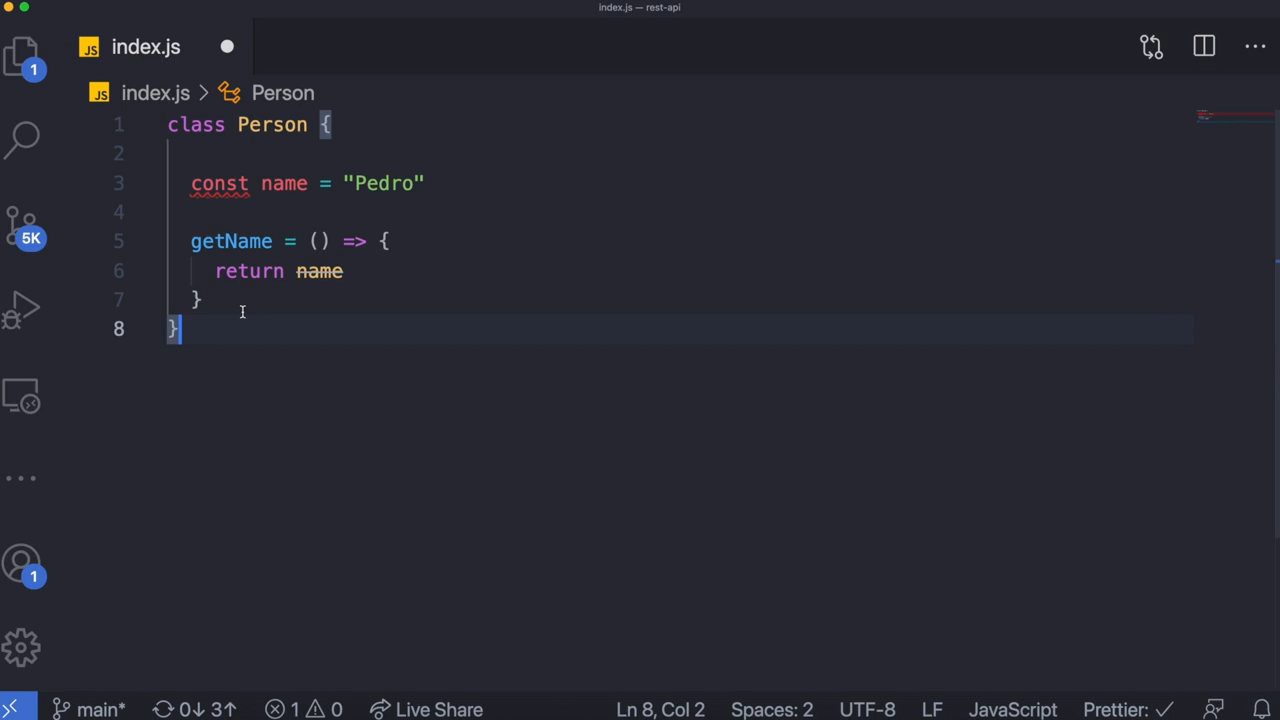 index.js — rest-api
JS index.js
JS index.js > Person
1 class Person {
2
3 const name = "Pedro"
4
5 getName = () => {
6 return name
7 }
8 }
1
5K
1
main* 0↓ 3↑ 1 0 Live Share Ln 8, Col 2 Spaces: 2 UTF-8 LF JavaScript Prettier: ✓